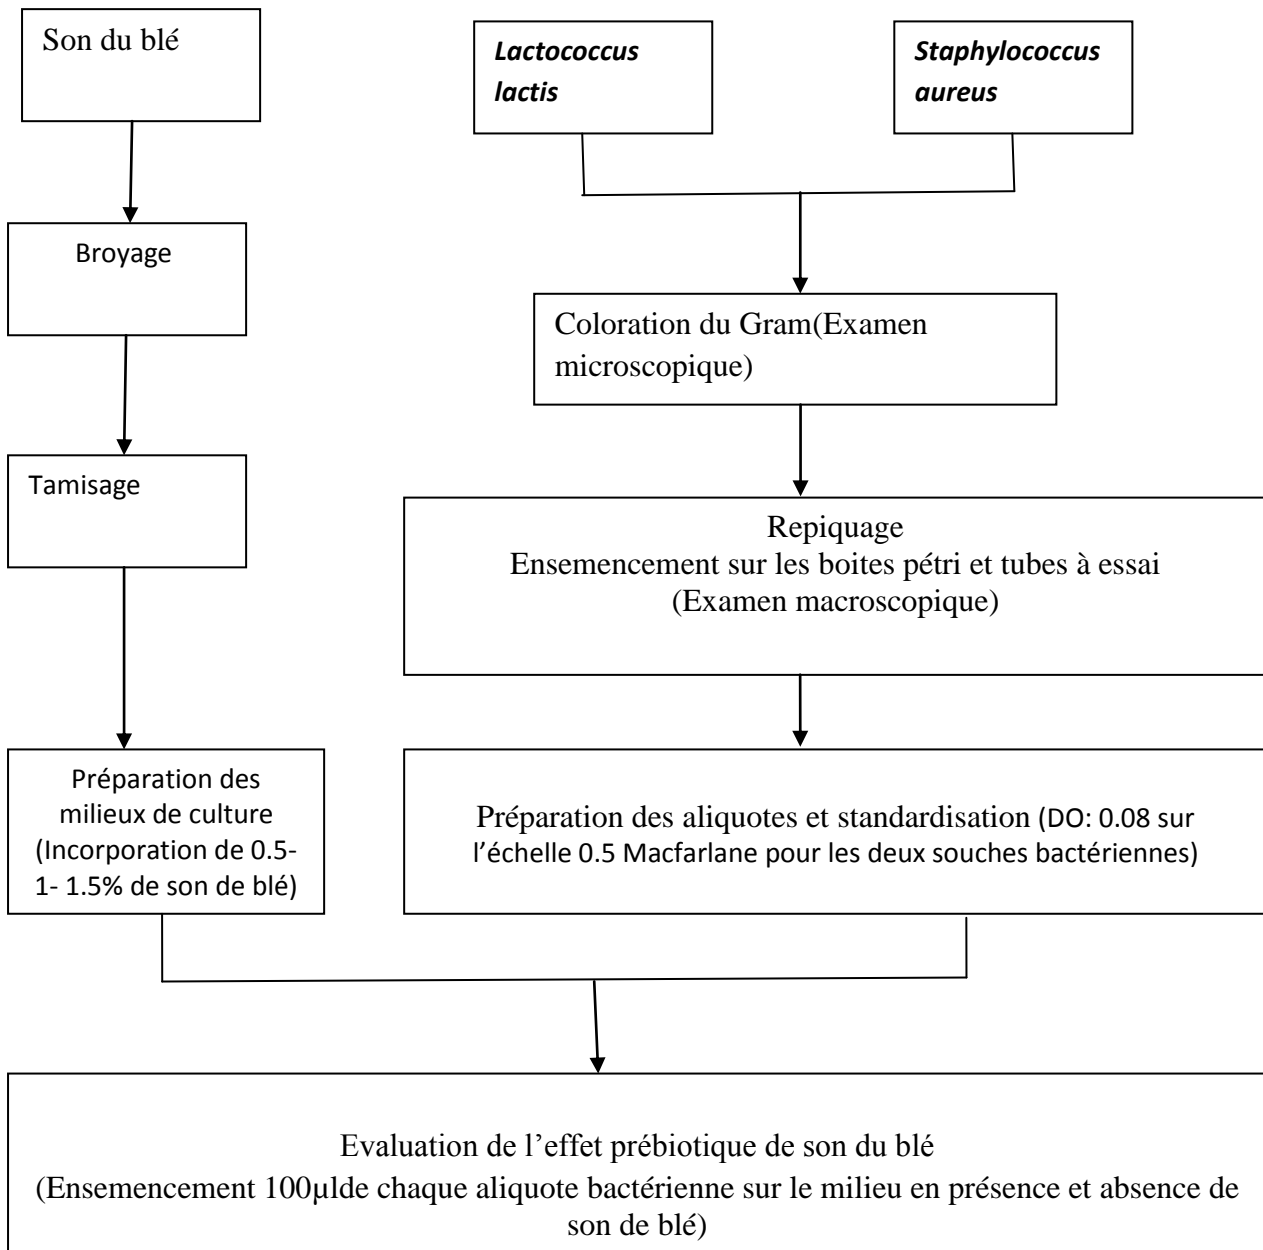 Son du blé
Lactococcus
lactis
Staphylococcus
aureus
Broyage
Coloration du Gram(Examen
microscopique)
Tamisage
Repiquage
Ensemencement sur les boites pétri et tubes à essai
(Examen macroscopique)
Préparation des
milieux de culture
(Incorporation de 0.5-
1- 1.5% de son de blé)
Préparation des aliquotes et standardisation (DO: 0.08 sur
l’échelle 0.5 Macfarlane pour les deux souches bactériennes)
Evaluation de l’effet prébiotique de son du blé
(Ensemencement 100µlde chaque aliquote bactérienne sur le milieu en présence et absence de
son de blé)